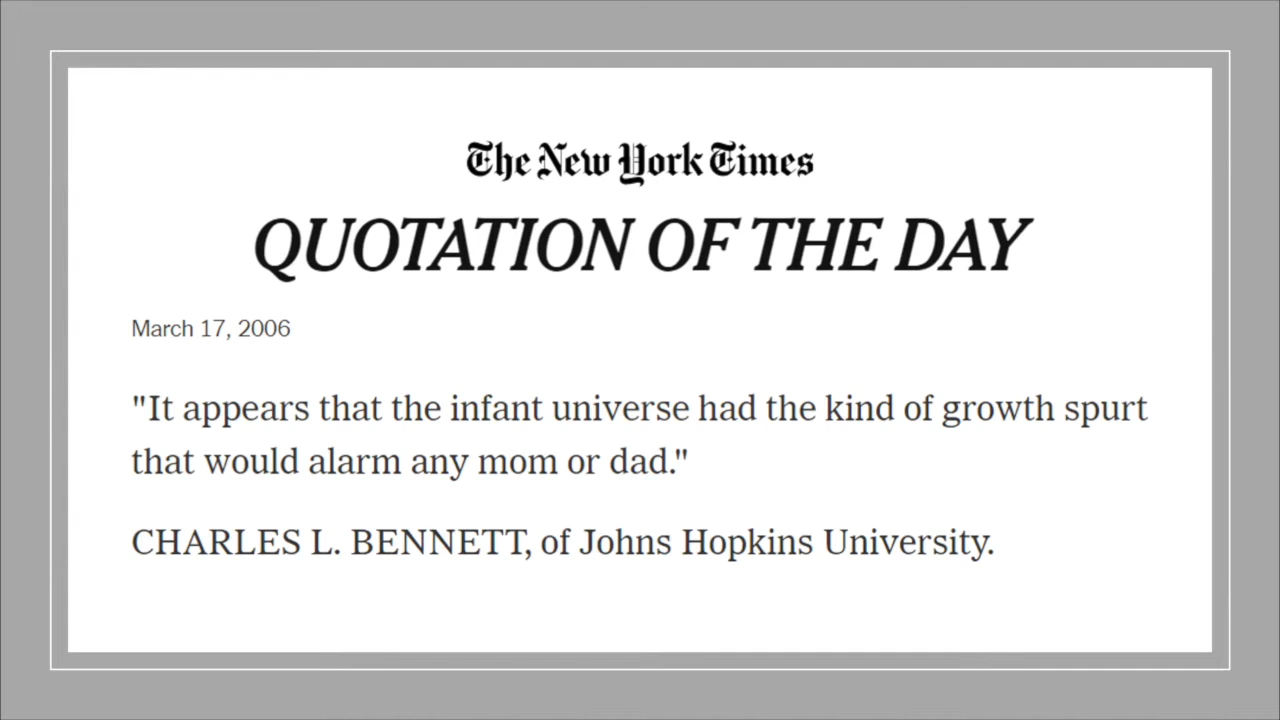 The New York Times
QUOTATION OF THE DAY
March 17, 2006
"It appears that the infant universe had the kind of growth spurt
that would alarm any mom or dad."
CHARLES L. BENNETT, of Johns Hopkins University.